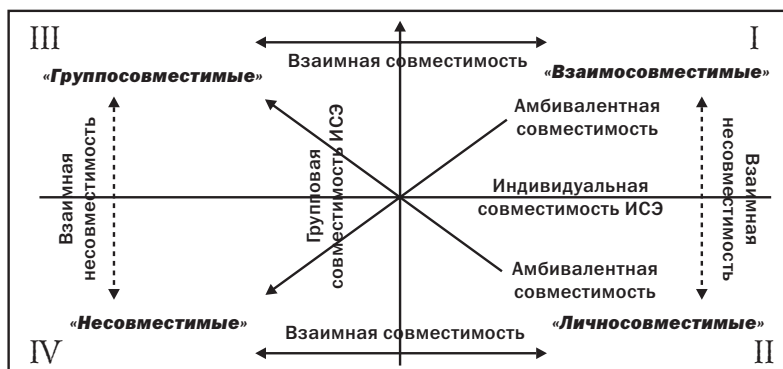 III
I
Взаимная совместимость
«Группосовместимые»
«Взаимосовместимые»
Амбивалентная
совместимость
Взаимная
несовместимость
Групповая
совместимость ИСЭ
Индивидуальная
совместимость ИСЭ
Взаимная
несовместимость
Амбивалентная
совместимость
«Несовместимые»
Взаимная совместимость
«Личносовместимые»
IV
II